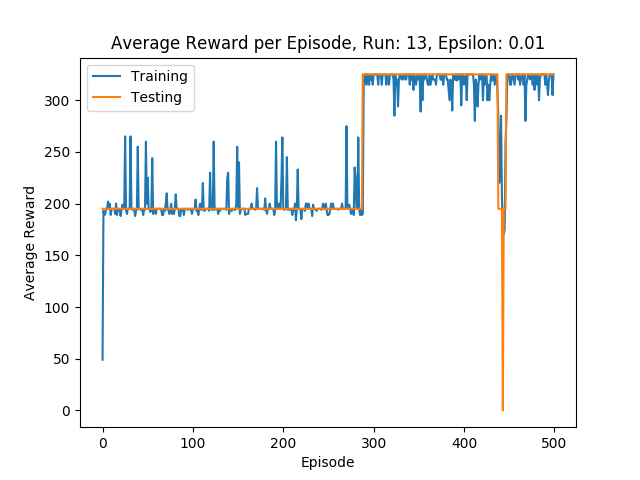 Average Reward per Episode, Run: 13, Epsilon: 0.01
Training
Testing
Average Reward
300
250
200
150
100
50
0
0 100 200 300 400 500
Episode